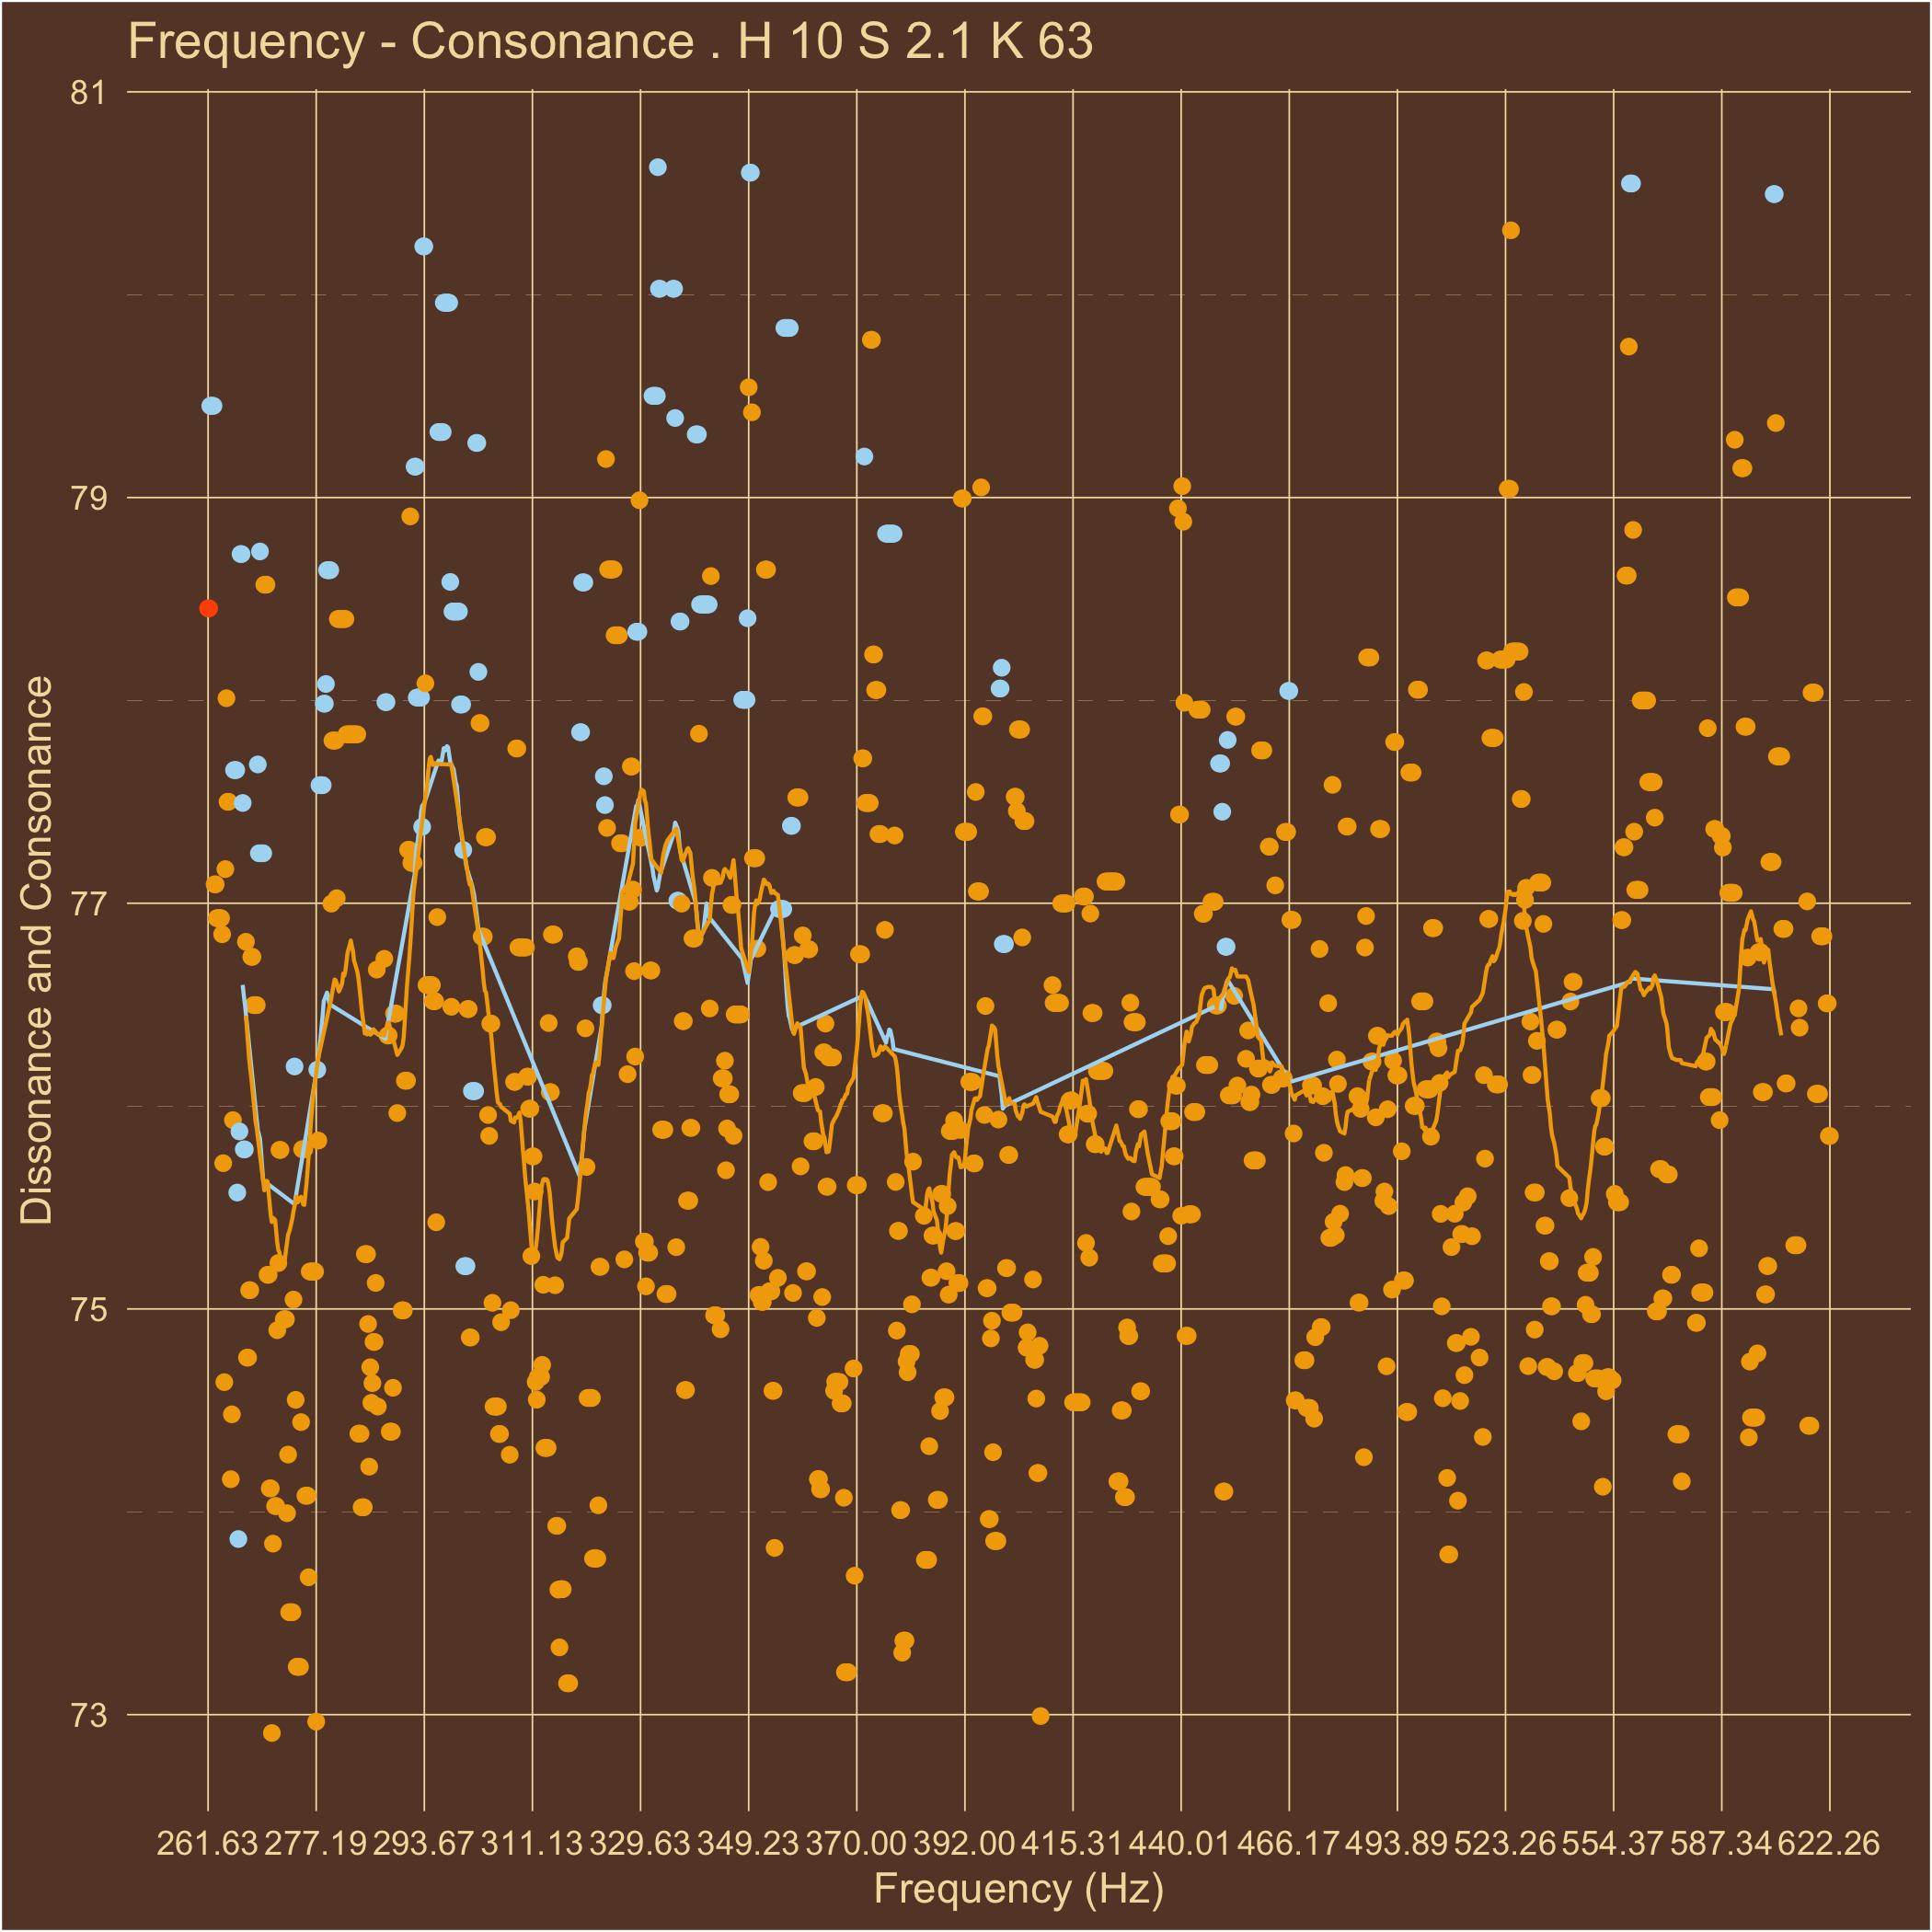 Frequency - Consonance . H 10 S 2.1 K 63
81
79
77
75
73
Dissonance and Consonance
261.63 277.19 293.67 311.13 329.63 349.23 370.00 392.00 415.31 440.01 466.17 493.89 523.26 554.37 587.34 622.26
Frequency (Hz)